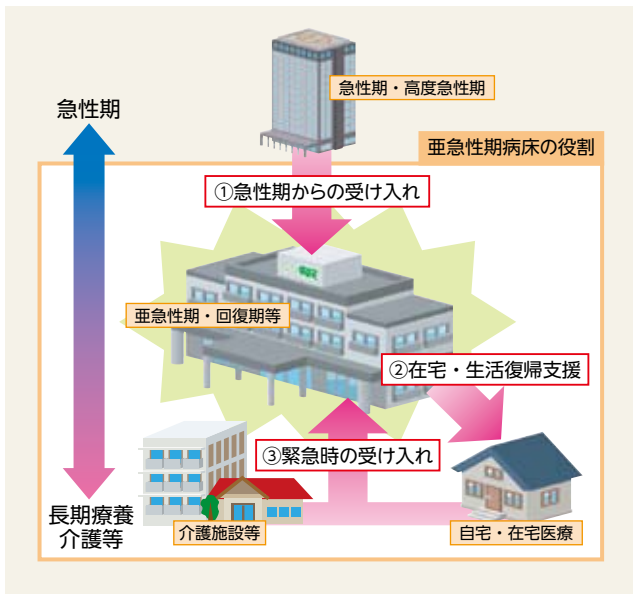 急性期・高度急性期
急性期
亜急性期病床の役割
①急性期からの受け入れ
亜急性期・回復期等
②在宅・生活復帰支援
③緊急時の受け入れ
長期療養
介護等
介護施設等
自宅・在宅医療